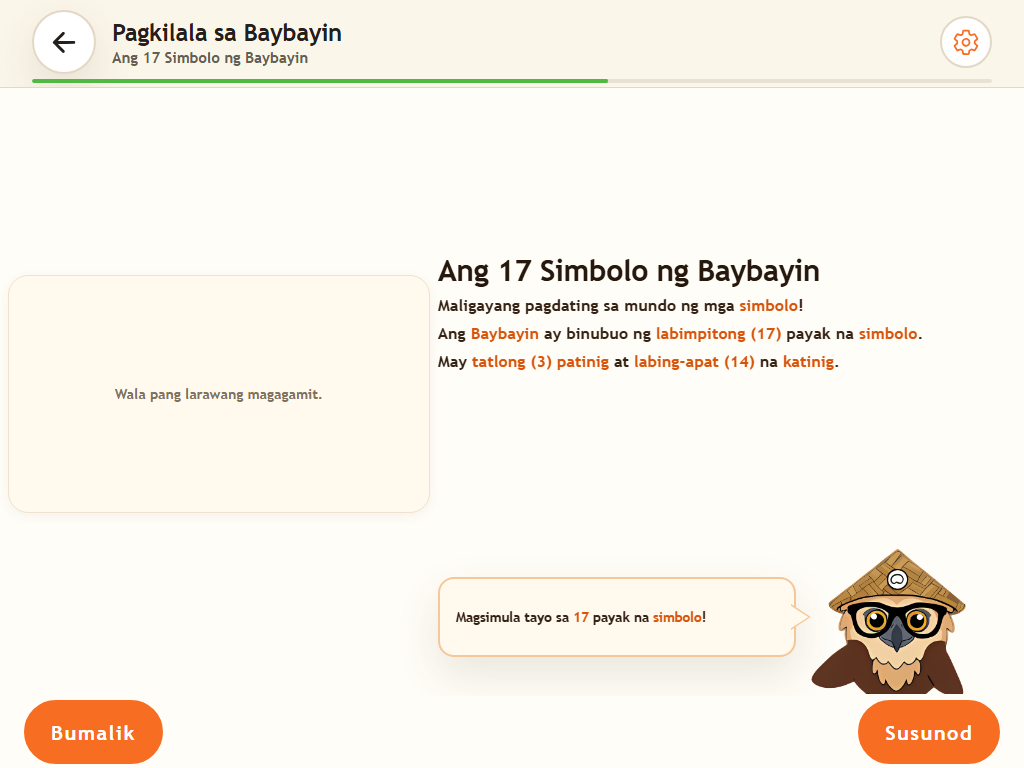 Pagkilala sa Baybayin
Ang 17 Simbolo ng Baybayin
Wala pang larawang magagamit.
Ang 17 Simbolo ng Baybayin
Maligayang pagdating sa mundo ng mga simbolo!
Ang Baybayin ay binubuo ng labimpitong (17) payak na simbolo.
May tatlong (3) patinig at labing-apat (14) na katinig.
Magsimula tayo sa 17 payak na simbolo!
Bumalik
Susunod